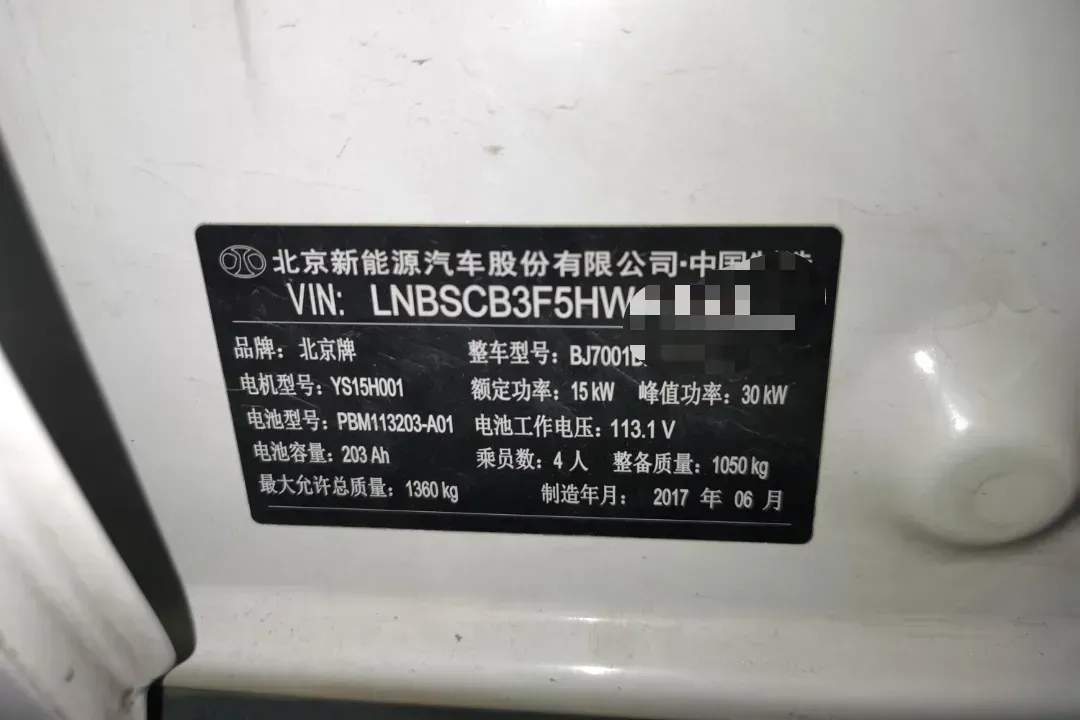 北京新能源汽车股份有限公司·中国制造
VIN: LNBSCB3F5HW
品牌: 北京牌 整车型号: BJ7001B
电机型号: YS15H001 额定功率: 15 kW 峰值功率: 30 kW
电池型号: PBM113203-A01 电池工作电压: 113.1 V
电池容量: 203 Ah 乘员数: 4 人 整备质量: 1050 kg
最大允许总质量: 1360 kg 制造年月: 2017 年 06 月